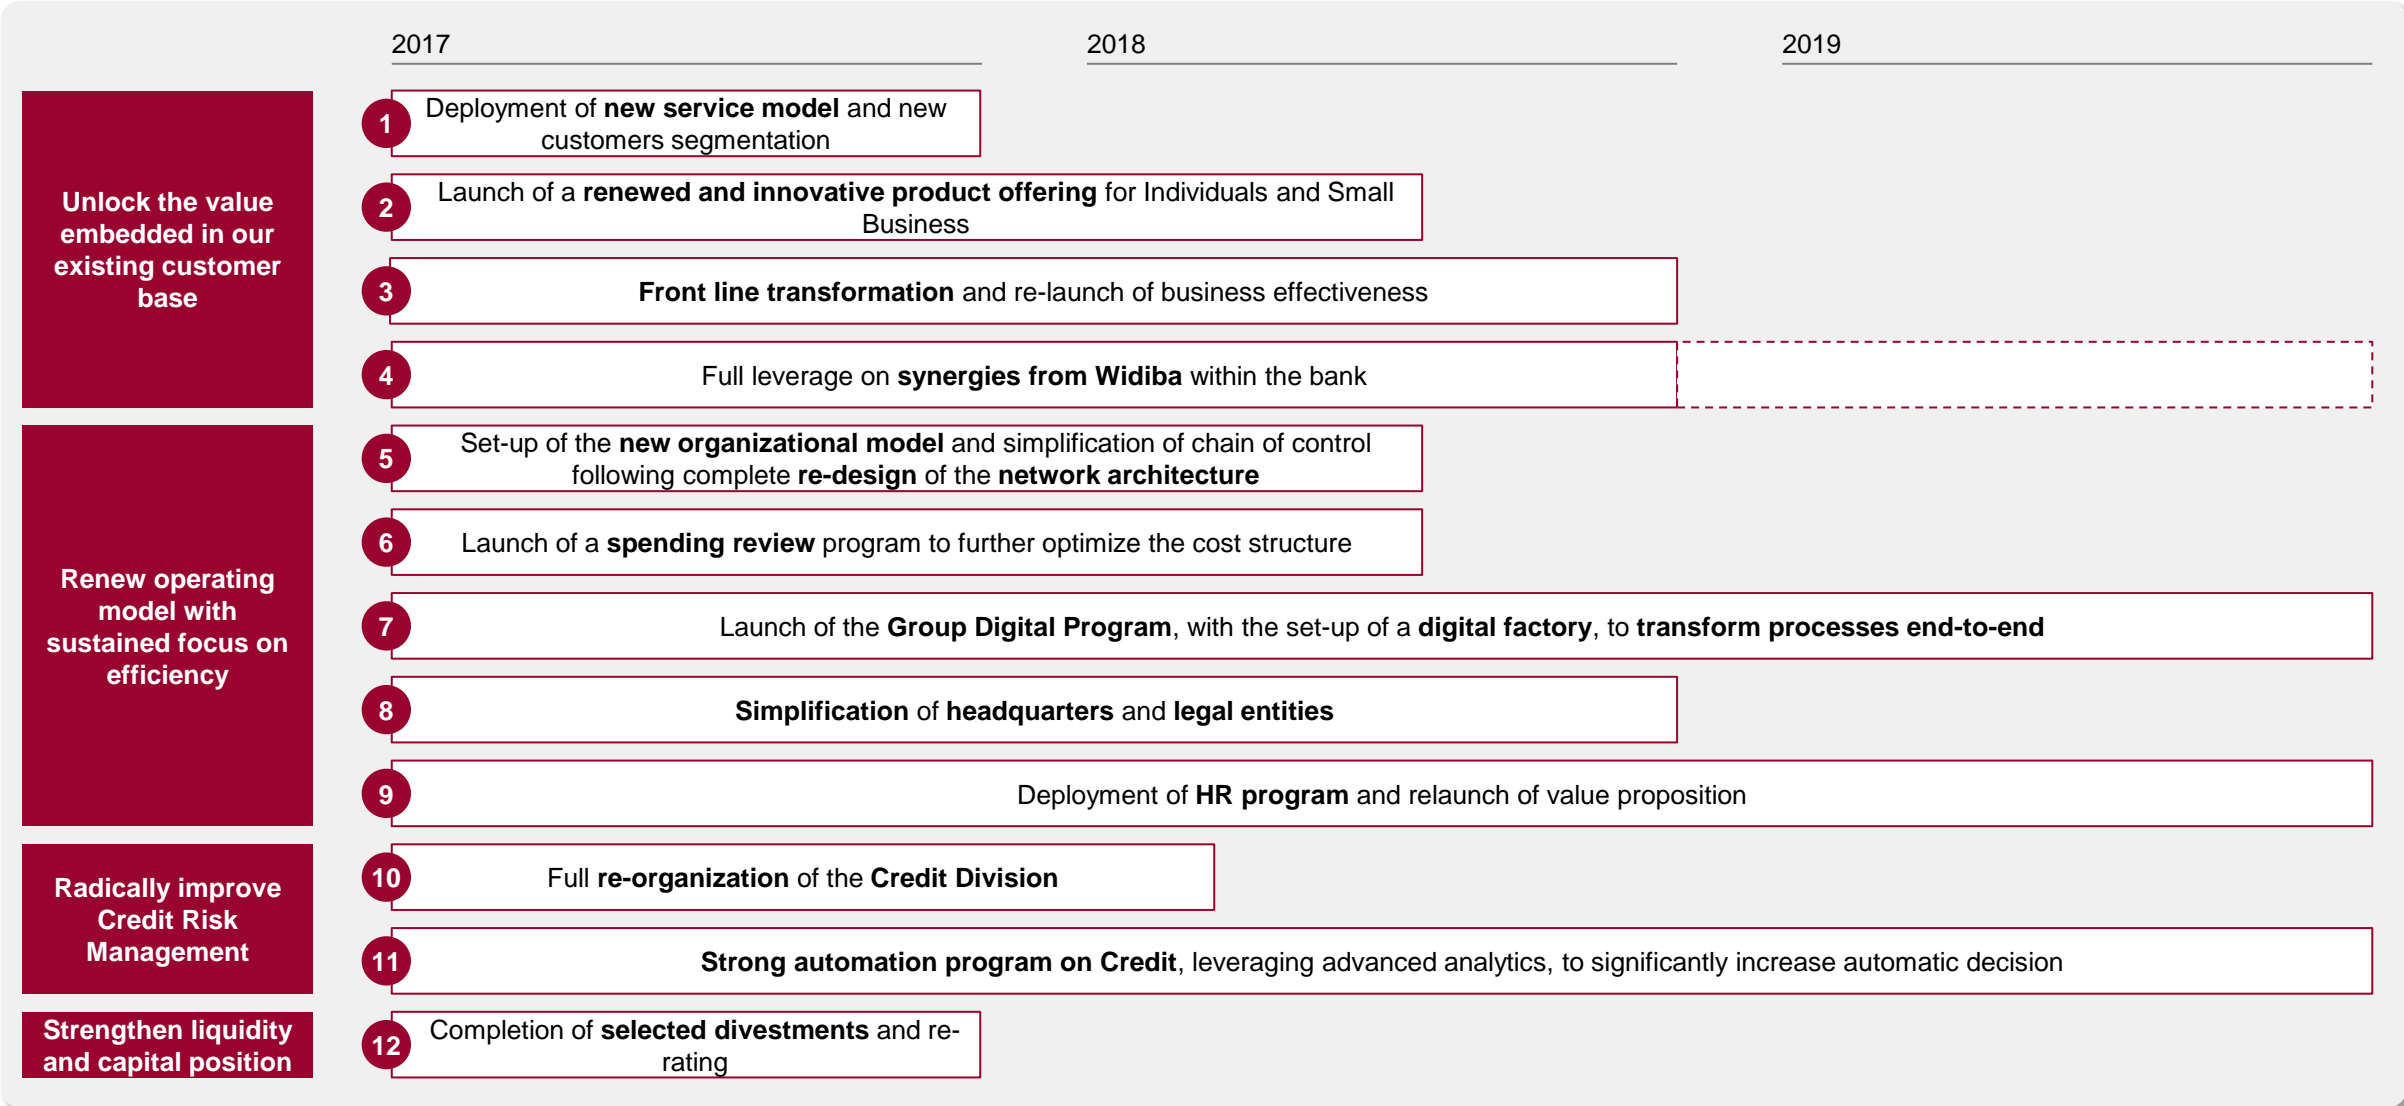 2017
2018
2019
Unlock the value
embedded in our
existing customer
base
1
Deployment of new service model and new
customers segmentation
2
Launch of a renewed and innovative product offering for Individuals and Small
Business
3
Front line transformation and re-launch of business effectiveness
4
Full leverage on synergies from Widiba within the bank
Renew operating
model with
sustained focus on
efficiency
5
Set-up of the new organizational model and simplification of chain of control
following complete re-design of the network architecture
6
Launch of a spending review program to further optimize the cost structure
7
Launch of the Group Digital Program, with the set-up of a digital factory, to transform processes end-to-end
8
Simplification of headquarters and legal entities
9
Deployment of HR program and relaunch of value proposition
Radically improve
Credit Risk
Management
10
Full re-organization of the Credit Division
11
Strong automation program on Credit, leveraging advanced analytics, to significantly increase automatic decision
Strengthen liquidity
and capital position
12
Completion of selected divestments and re-
rating